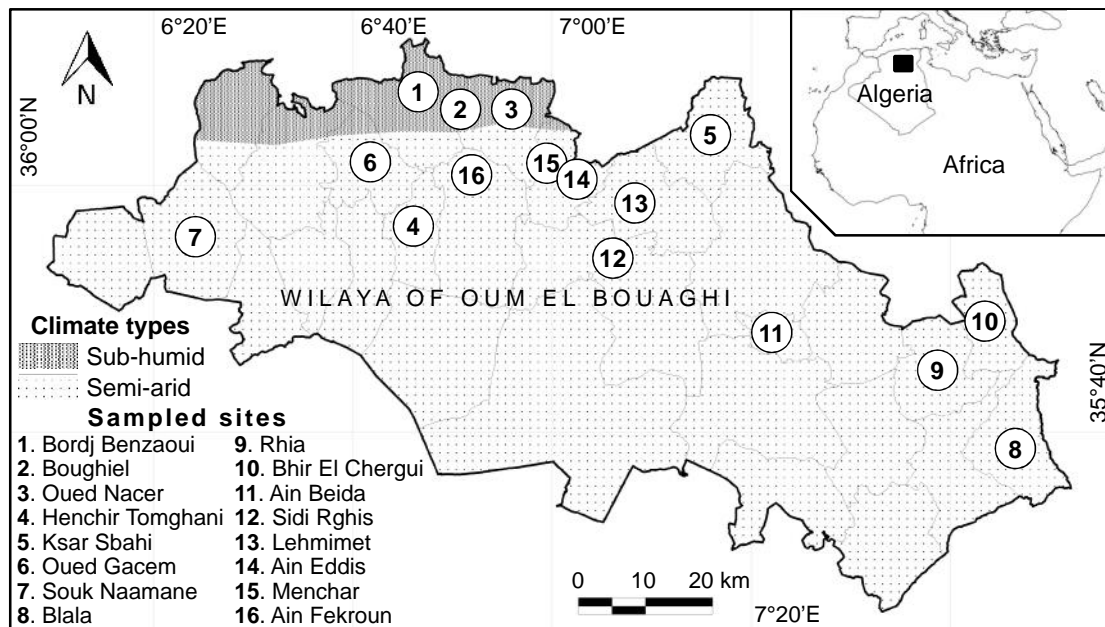 6°20'E
6°40'E
7°00'E
N
36°00'N
Algeria
Africa
1
2
3
5
6
16
15
14
13
4
7
12
WILAYA OF OUM EL BOUAGHI
11
10
9
8
35°40'N
Climate types
Sub-humid
Semi-arid
Sampled sites
1. Bordj Benzaoui
2. Boughiel
3. Oued Nacer
4. Henchir Tomghani
5. Ksar Sbahi
6. Oued Gacem
7. Souk Naamane
8. Blala
9. Rhia
10. Bhir El Chergui
11. Ain Beida
12. Sidi Rghis
13. Lehmimet
14. Ain Eddis
15. Menchar
16. Ain Fekroun
0 10 20 km
7°20'E